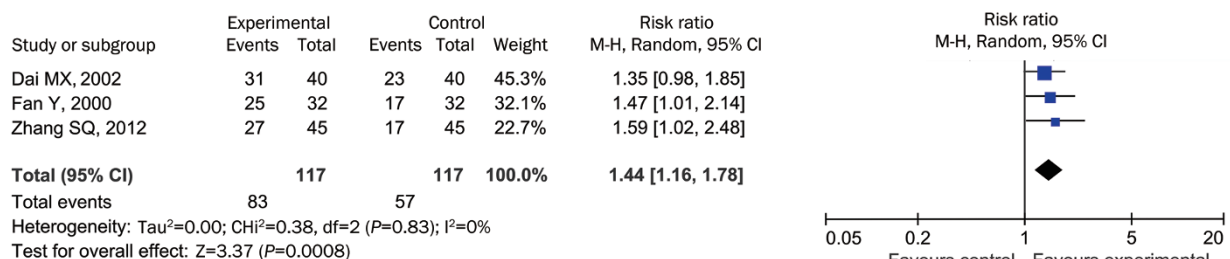 Experimental Control Risk ratio Risk ratio
Study or subgroup Events Total Events Total Weight M-H, Random, 95% CI M-H, Random, 95% CI
Dai MX, 2002 31 40 23 40 45.3% 1.35 [0.98, 1.85]
Fan Y, 2000 25 32 17 32 32.1% 1.47 [1.01, 2.14]
Zhang SQ, 2012 27 45 17 45 22.7% 1.59 [1.02, 2.48]
Total (95% CI) 117 117 100.0% 1.44 [1.16, 1.78]
Total events 83 57
Heterogeneity: Tau²=0.00; CHi²=0.38, df=2 (P=0.83); I²=0%
Test for overall effect: Z=3.37 (P=0.0008)
0.05 0.2 1 5 20
Favours control Favours experimental